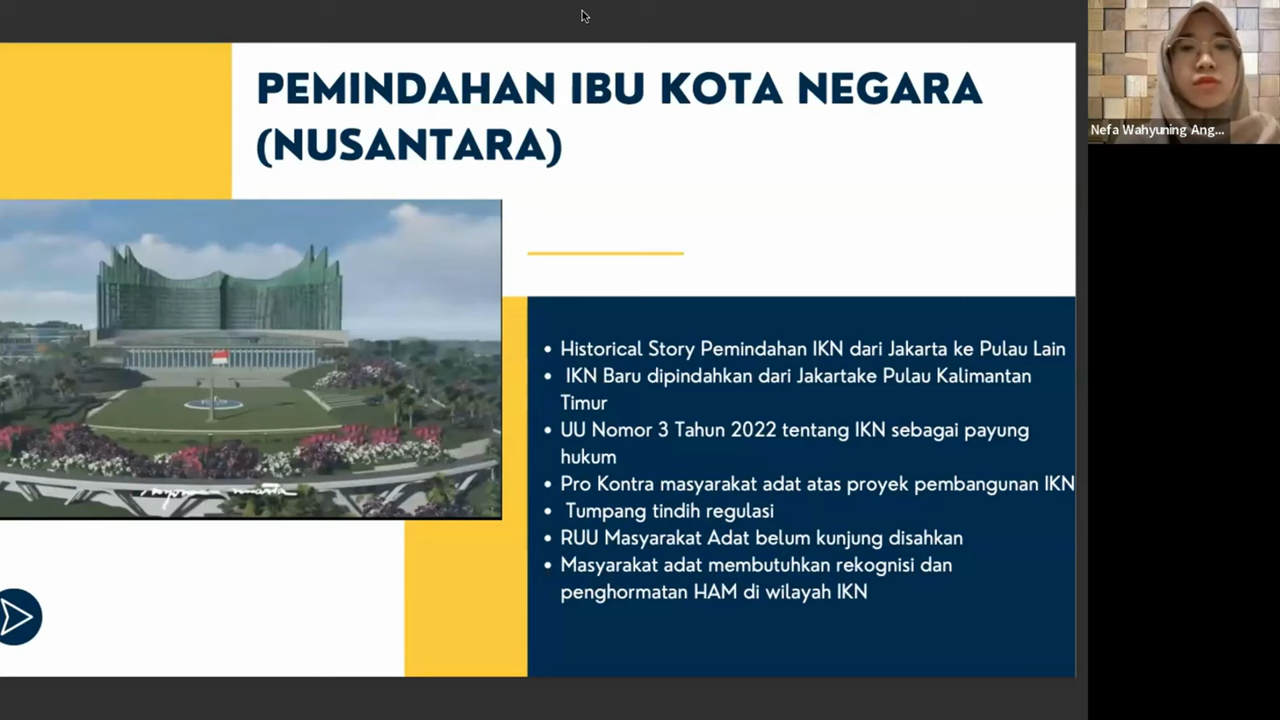 PEMINDAHAN IBU KOTA NEGARA
(NUSANTARA)
Nefa Wahyuning Ang...
• Historical Story Pemindahan IKN dari Jakarta ke Pulau Lain
• IKN Baru dipindahkan dari Jakartake Pulau Kalimantan
Timur
• UU Nomor 3 Tahun 2022 tentang IKN sebagai payung
hukum
• Pro Kontra masyarakat adat atas proyek pembangunan IKN
• Tumpang tindih regulasi
• RUU Masyarakat Adat belum kunjung disahkan
• Masyarakat adat membutuhkan rekognisi dan
penghormatan HAM di wilayah IKN